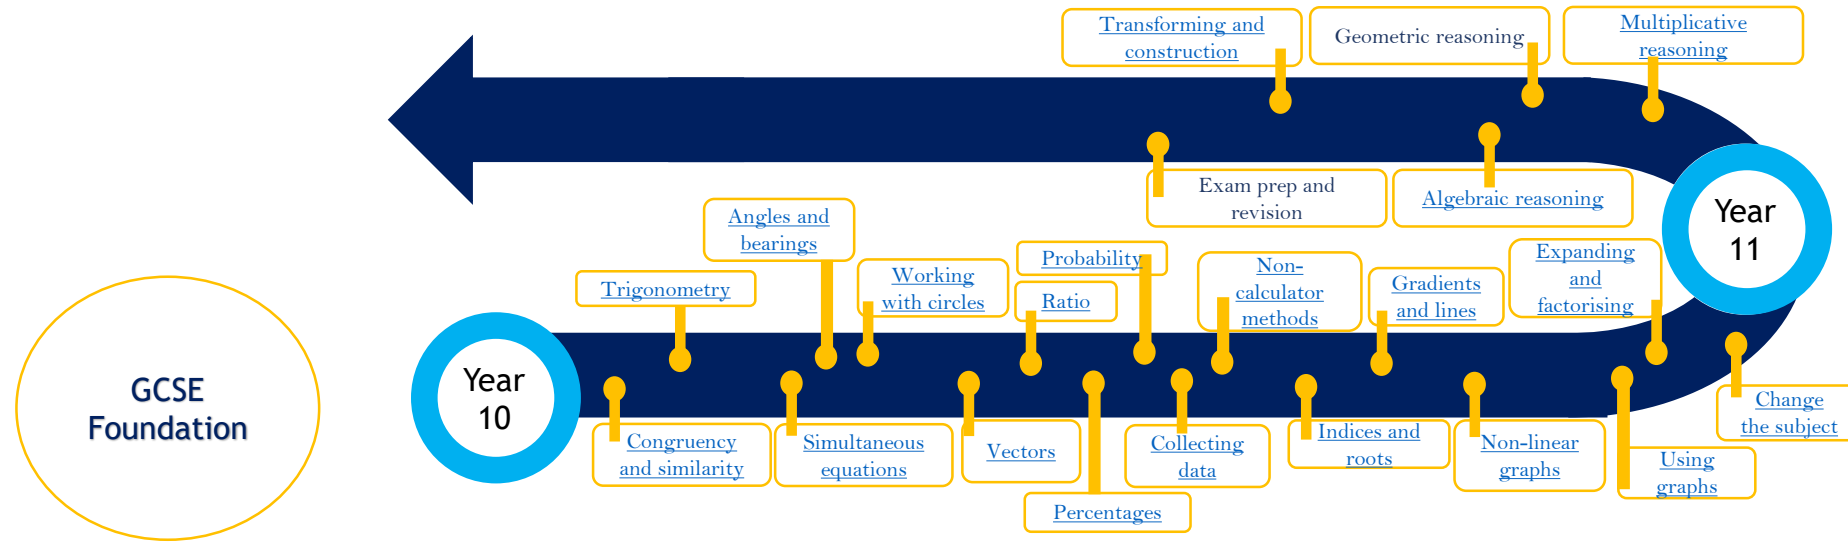 Transforming and
construction
Geometric reasoning
Multiplicative
reasoning
Exam prep and
revision
Algebraic reasoning
Year
11
Angles and
bearings
Trigonometry
Working
with circles
Probability
Ratio
Non-
calculator
methods
Gradients
and lines
Expanding
and
factorising
GCSE
Foundation
Year
10
Congruency
and similarity
Simultaneous
equations
Vectors
Percentages
Collecting
data
Indices and
roots
Non-linear
graphs
Using
graphs
Change
the subject